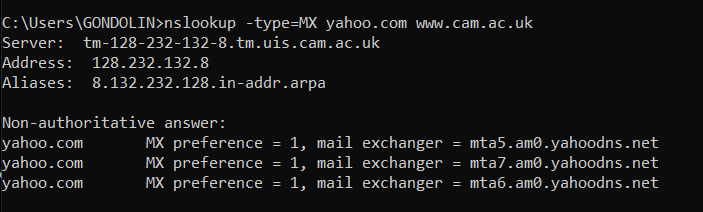 C:\Users\GONDOLIN>nslookup -type=MX yahoo.com www.cam.ac.uk
Server:  tm-128-232-132-8.tm.uis.cam.ac.uk
Address:  128.232.132.8
Aliases:  8.132.232.128.in-addr.arpa

Non-authoritative answer:
yahoo.com       MX preference = 1, mail exchanger = mta5.am0.yahoodns.net
yahoo.com       MX preference = 1, mail exchanger = mta7.am0.yahoodns.net
yahoo.com       MX preference = 1, mail exchanger = mta6.am0.yahoodns.net